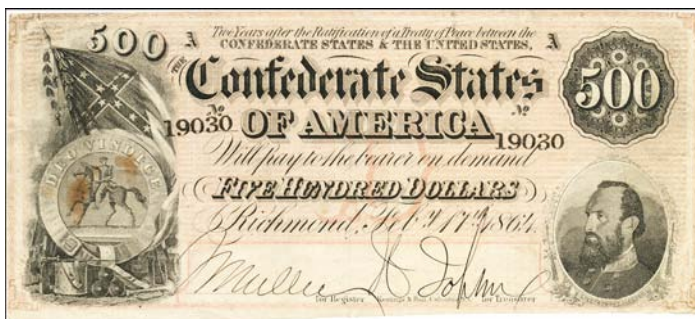 500 A Two Years after the Ratification of a Treaty of Peace between the A
CONFEDERATE STATES & THE UNITED STATES,
500
THE Confederate States
No No
19030 OF AMERICA 19030
DEO VINDICE
Will pay to the bearer on demand
FIVE HUNDRED DOLLARS
Richmond, Feby. 17th 1864.
for Register for Treasurer